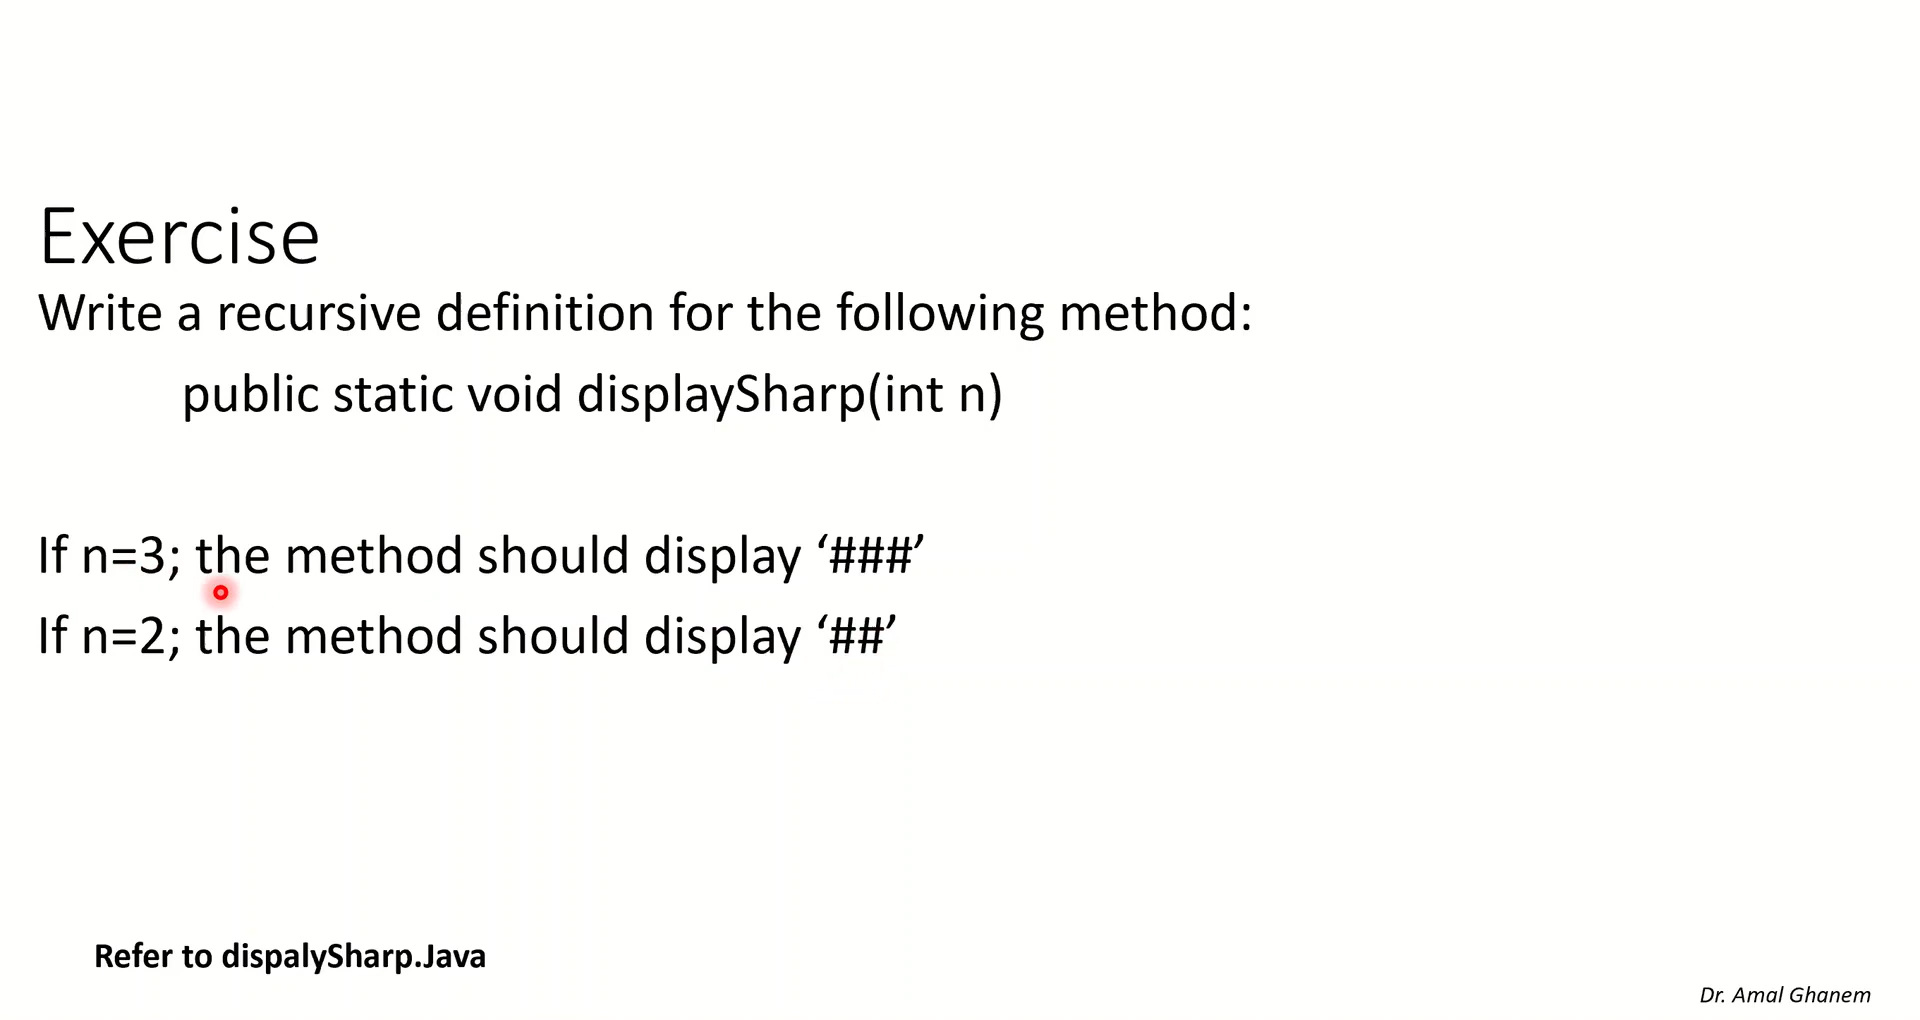 Exercise
Write a recursive definition for the following method:
public static void displaySharp(int n)
If n=3; the method should display ‘###’
If n=2; the method should display ‘##’
Refer to dispalySharp.Java
Dr. Amal Ghanem